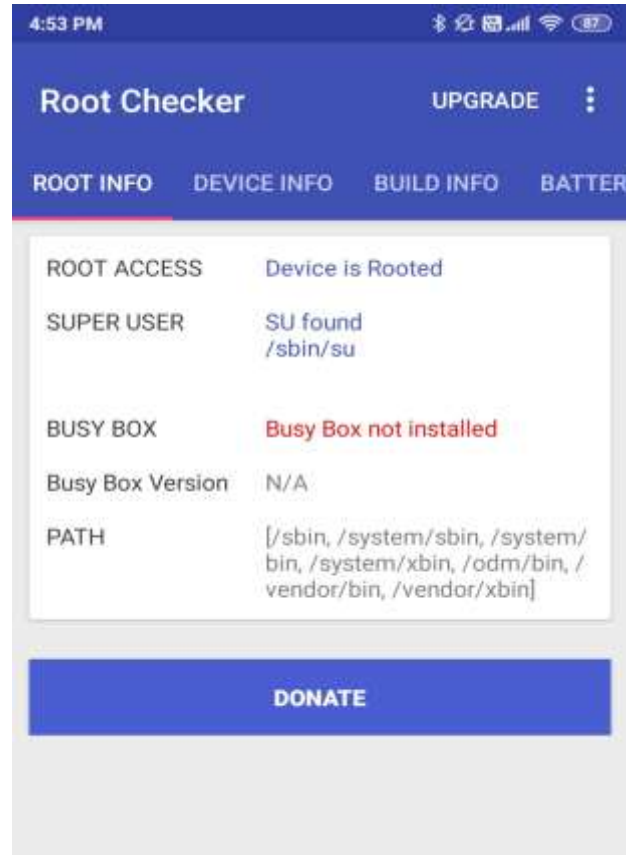 4:53 PM 87
Root Checker UPGRADE
ROOT INFO DEVICE INFO BUILD INFO BATTER
ROOT ACCESS Device is Rooted
SUPER USER SU found
/sbin/su
BUSY BOX Busy Box not installed
Busy Box Version N/A
PATH [/sbin, /system/sbin, /system/
bin, /system/xbin, /odm/bin, /
vendor/bin, /vendor/xbin]
DONATE